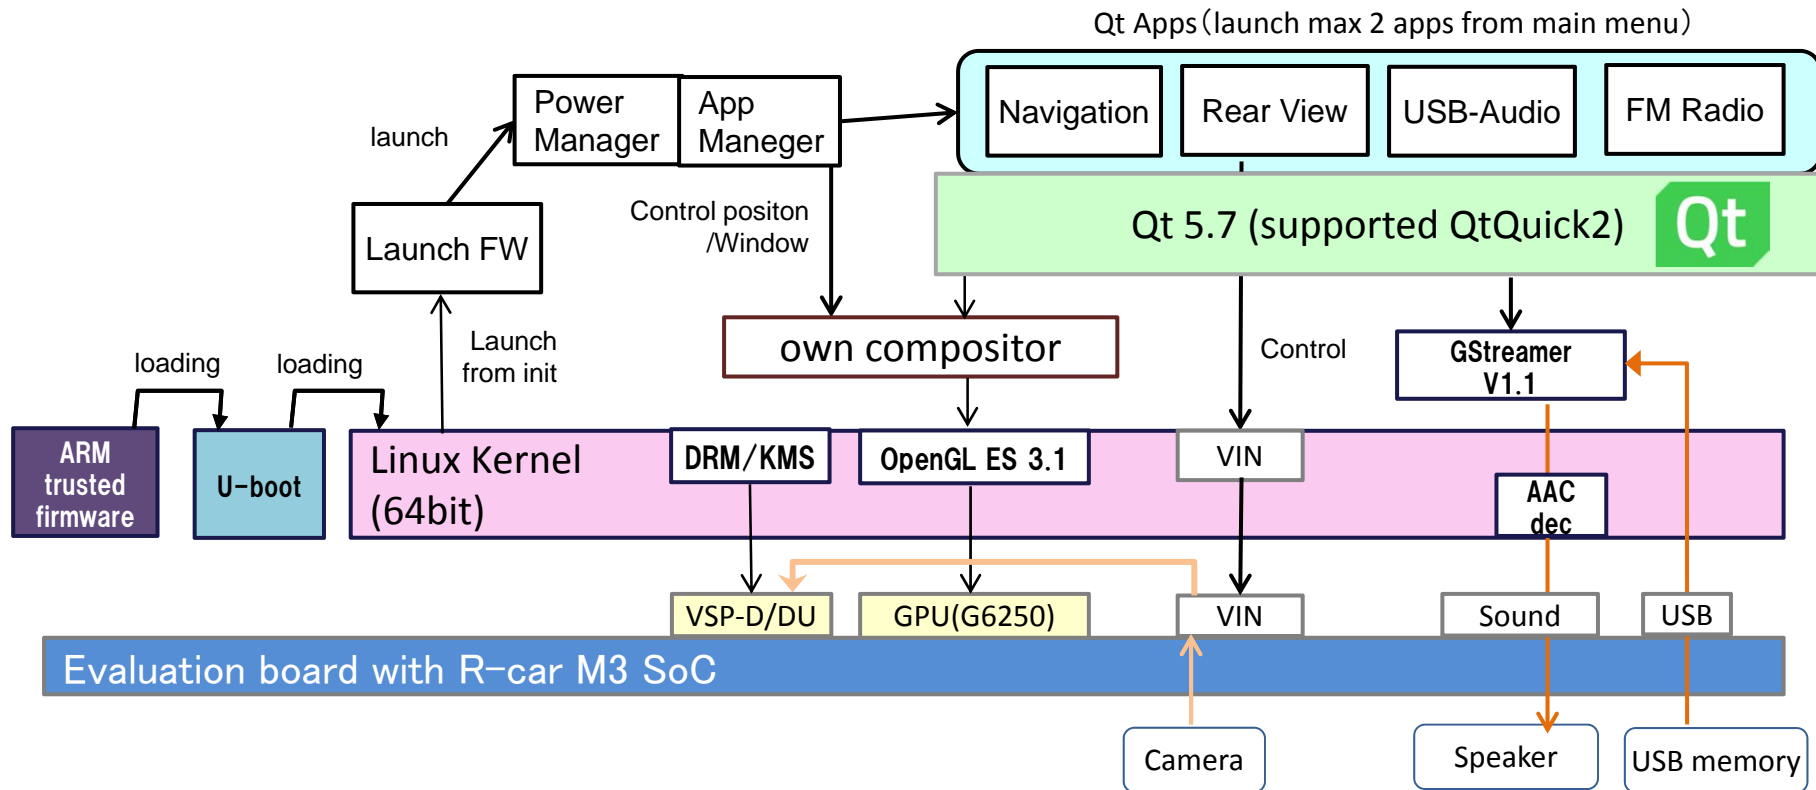 Qt Apps（launch max 2 apps from main menu）
Power
Manager
App
Maneger
Navigation
Rear View
USB-Audio
FM Radio
launch
Control positon
/Window
Qt 5.7 (supported QtQuick2)
Qt
Launch FW
own compositor
Launch
from init
Control
GStreamer
V1.1
loading
loading
ARM
trusted
firmware
U-boot
Linux Kernel
(64bit)
DRM/KMS
OpenGL ES 3.1
VIN
AAC
dec
VSP-D/DU
GPU(G6250)
VIN
Sound
USB
Evaluation board with R-car M3 SoC
Camera
Speaker
USB memory